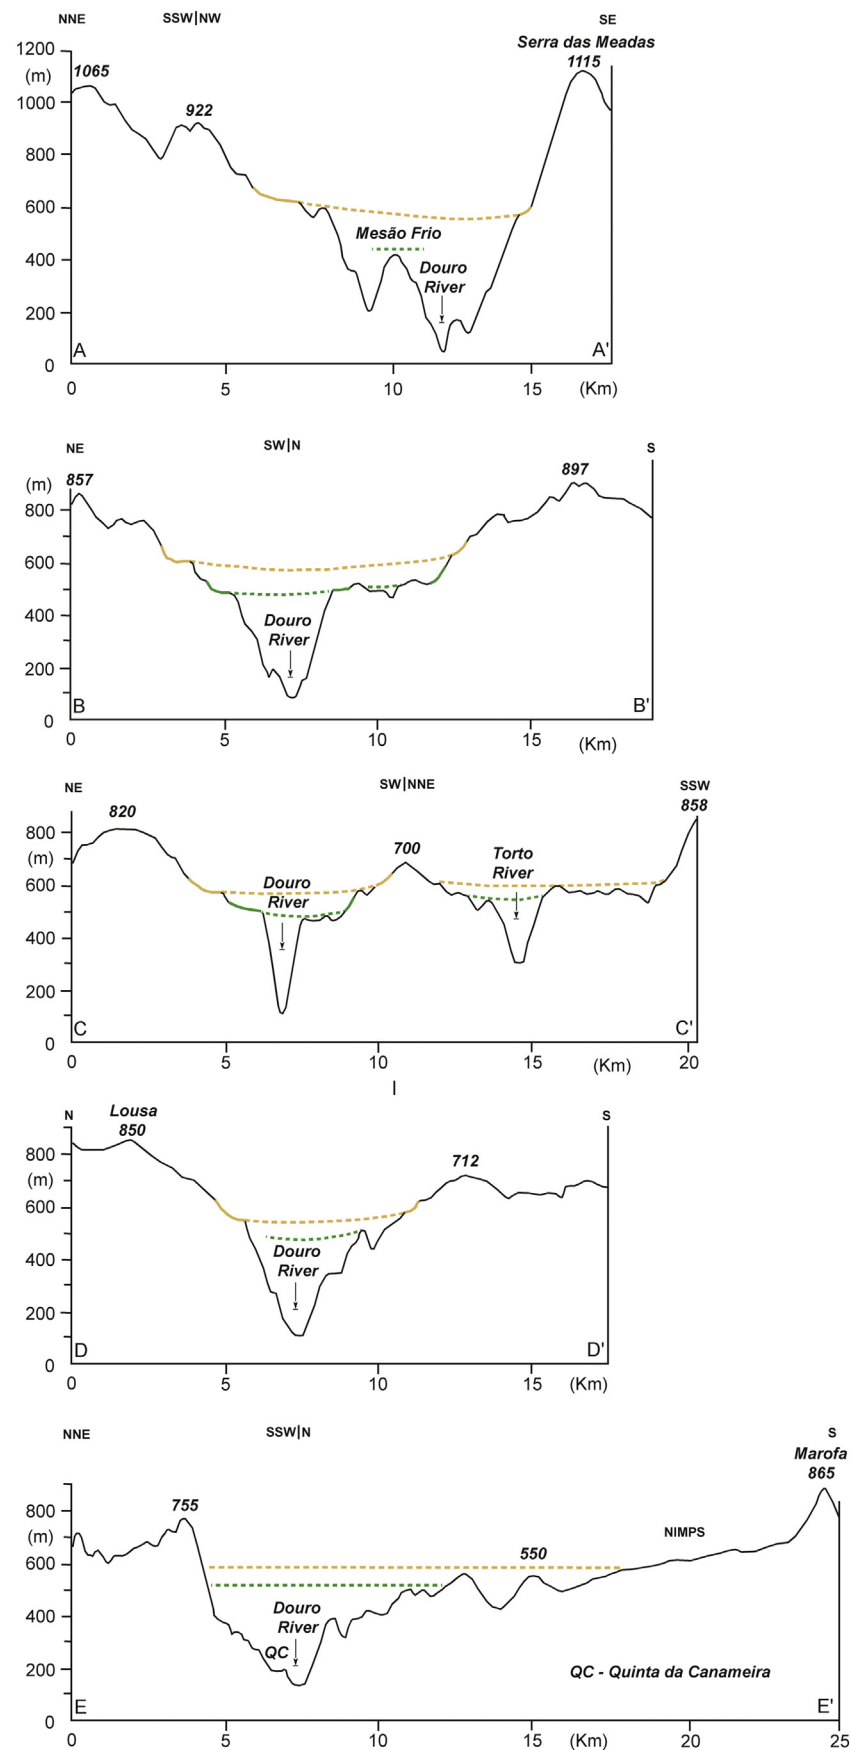 NNE SSW|NW SE
Serra das Meadas
1115
1200
(m)
1065
1000
922
800
600
Mesão Frio
400
Douro
River
200
A A'
0
0 5 10 15 (Km)
NE SW|N S
857
897
(m)
800
600
400
Douro
River
200
B B'
0
0 5 10 15 (Km)
NE SW|NNE SSW
858
820
800
(m)
700
Torto
River
600
Douro
River
400
200
C C'
0
0 5 10 15 (Km) 20
I
N Lousa S
850
800
(m)
712
600
400
Douro
River
200
D D'
0
0 5 10 15 (Km)
NNE SSW|N S
Marofa
865
755
800
(m)
NIMPS
600
550
400
Douro
River
QC
200
QC - Quinta da Canameira
E E'
0
0 5 10 15 (Km) 20 25